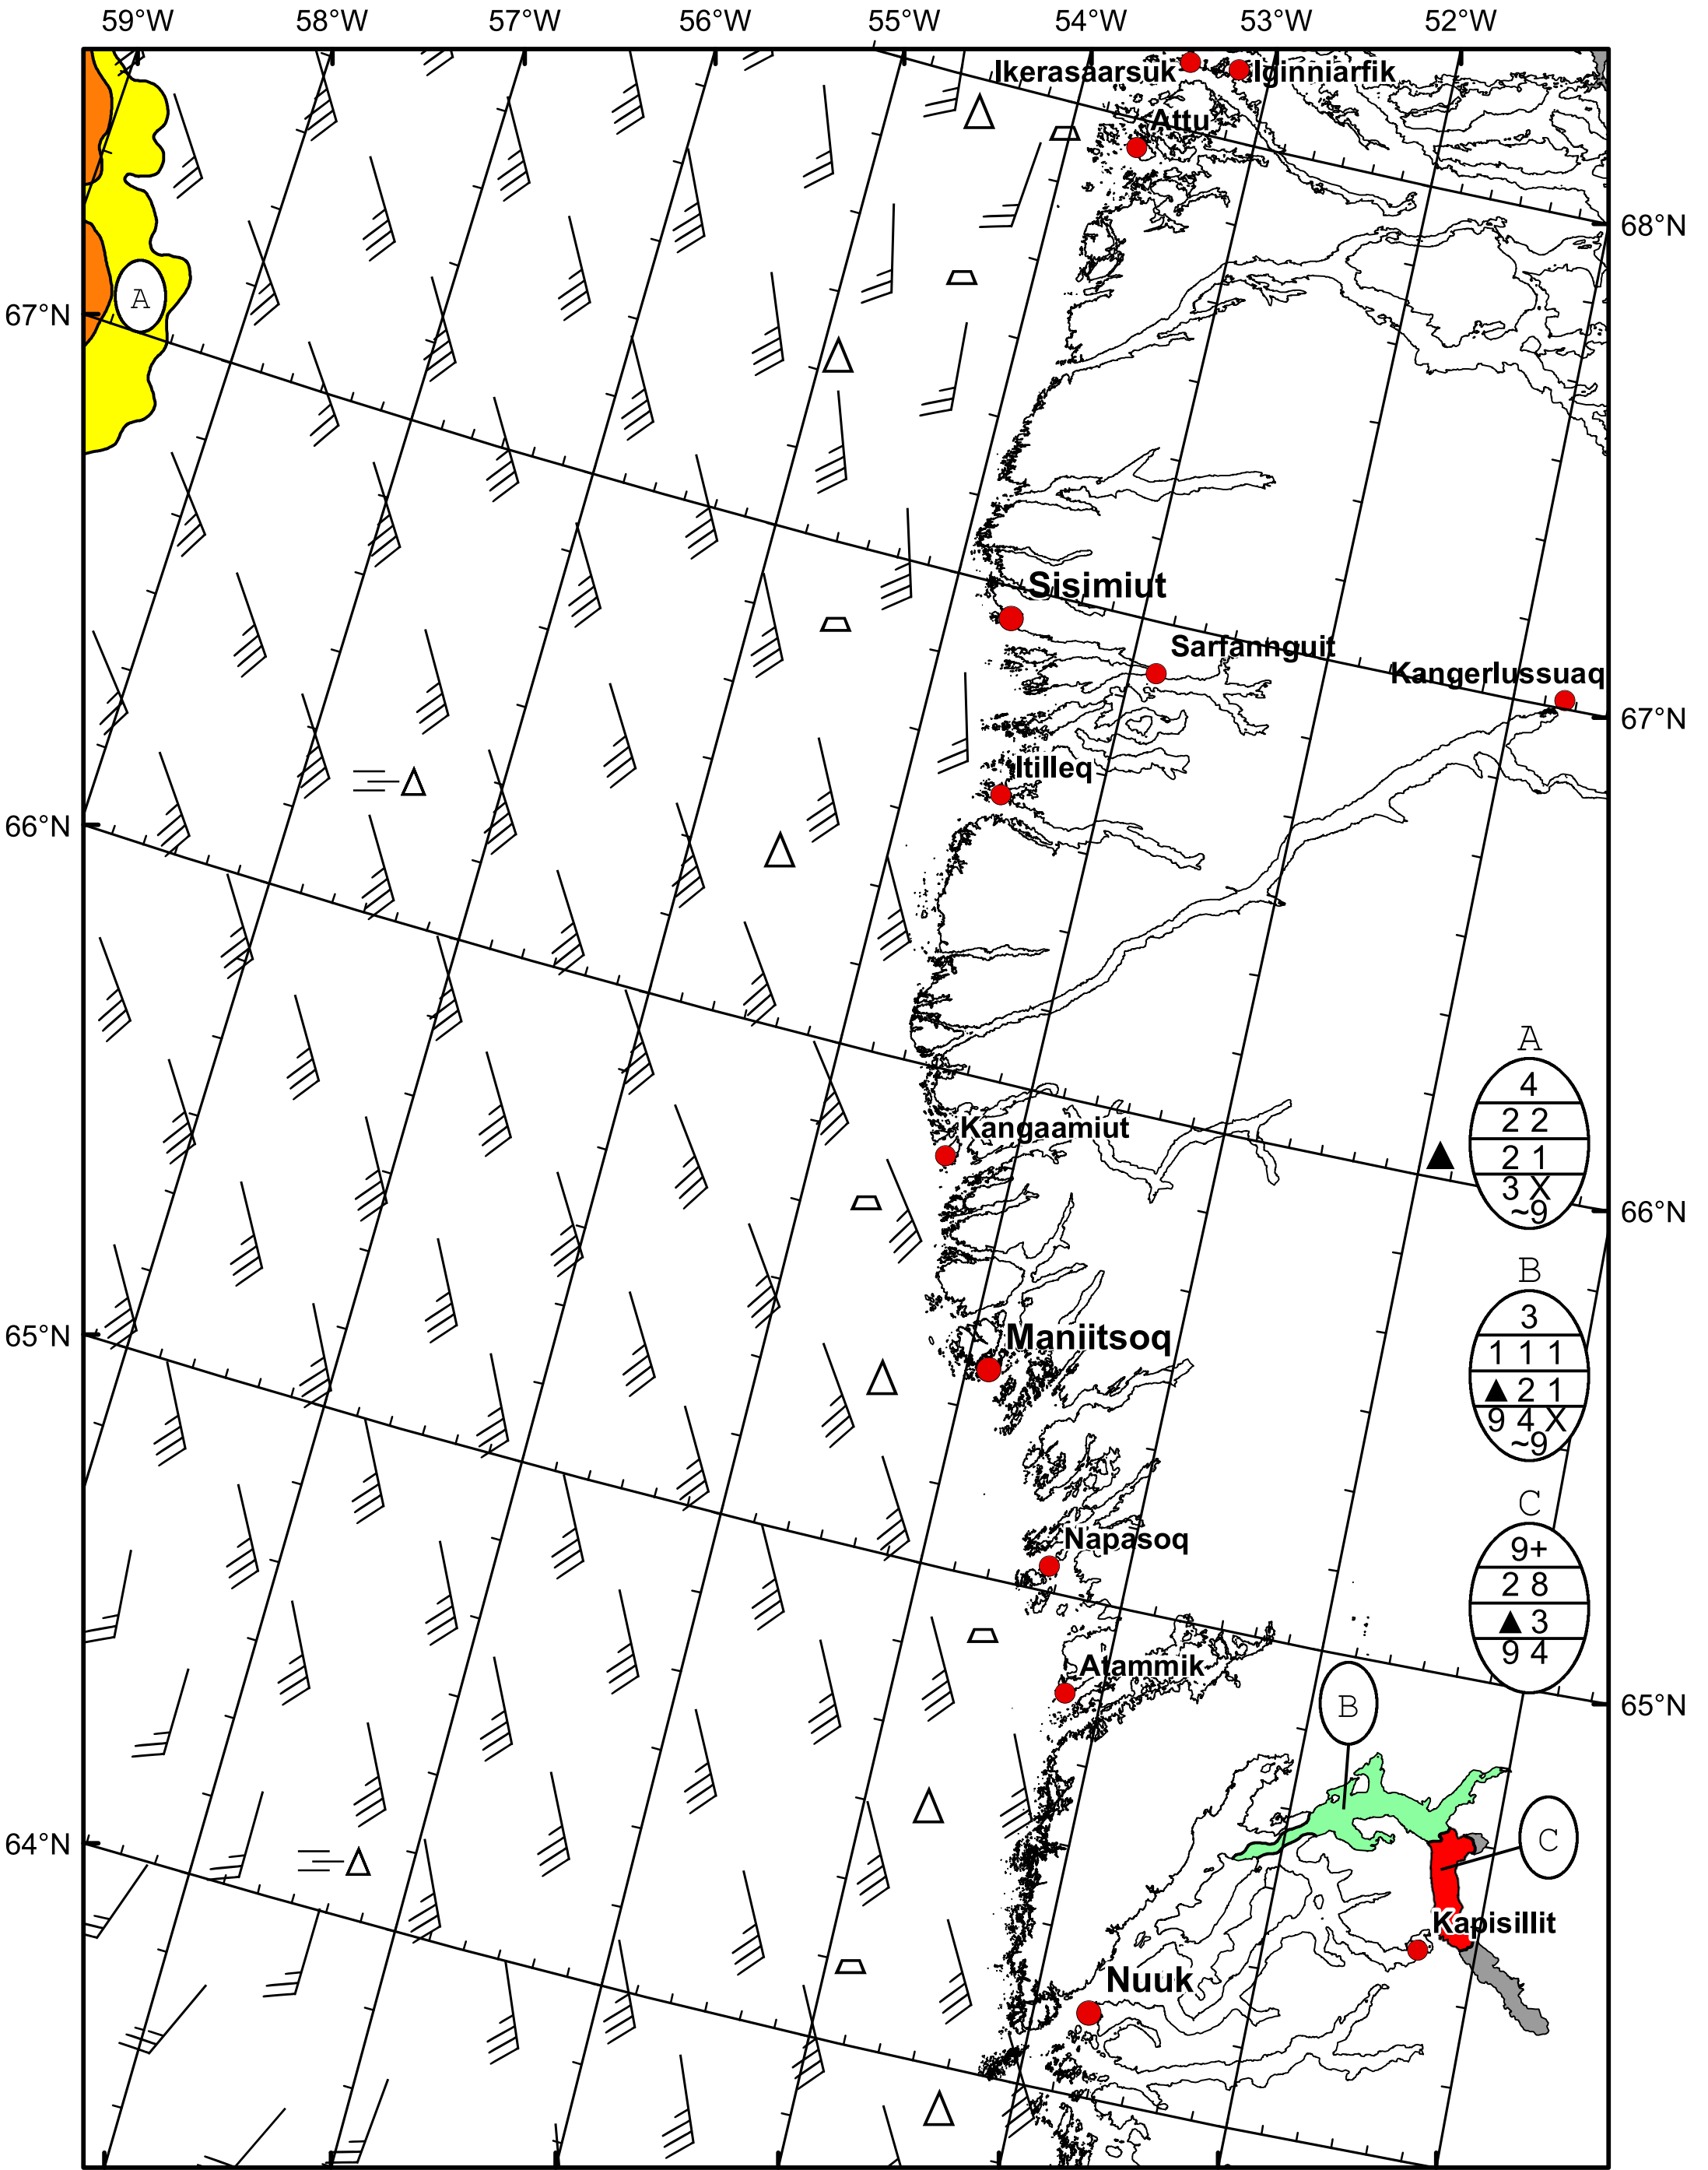 59°W 58°W 57°W 56°W 55°W 54°W 53°W 52°W
Ikerasaarsuk Iginniarfik
Attu
68°N
A
67°N
Sisimiut
Sarfannguit
Kangerlussuaq
67°N
Itilleq
66°N
A
4
2 2
2 1
3 X
~9
Kangaamiut
66°N
B
3
1 1 1
▲ 2 1
9 4 X
~9
65°N
Maniitsoq
C
9+
2 8
▲ 3
9 4
Napasoq
Atammik
65°N
B
64°N
C
Kapisillit
Nuuk